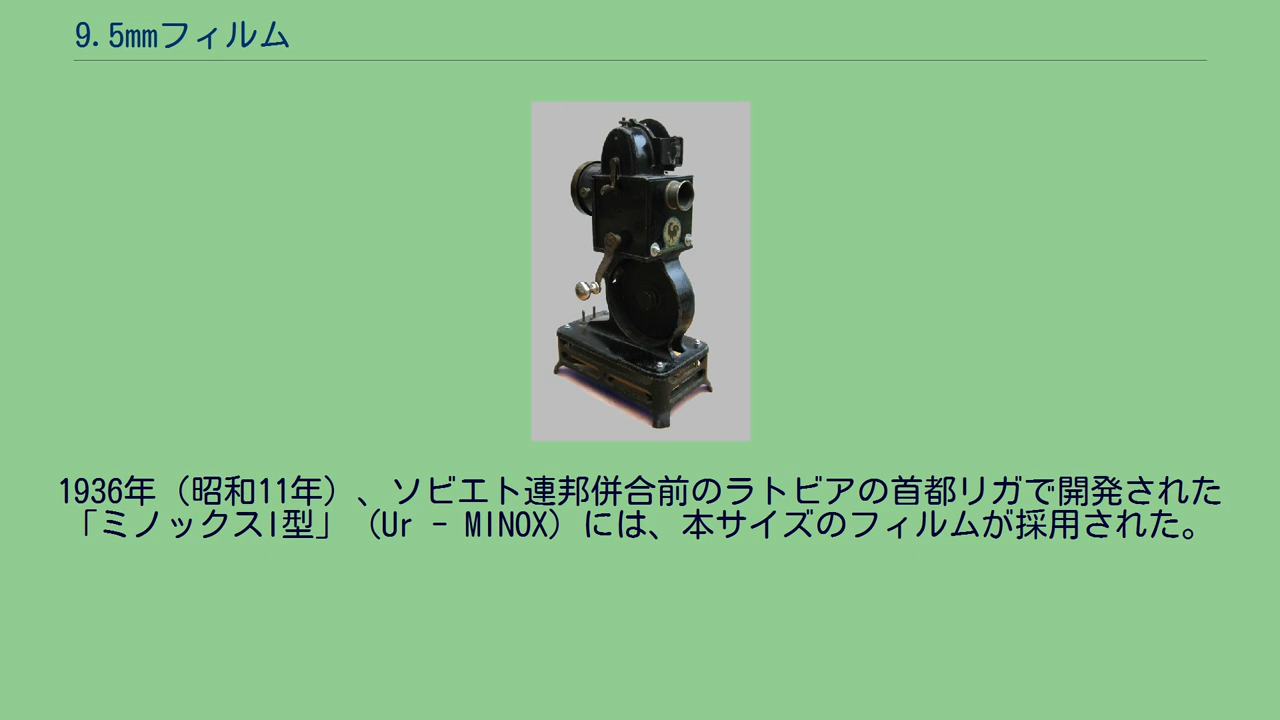 9.5mmフィルム
1936年（昭和11年）、ソビエト連邦併合前のラトビアの首都リガで開発された
「ミノックスI型」（Ur - MINOX）には、本サイズのフィルムが採用された。